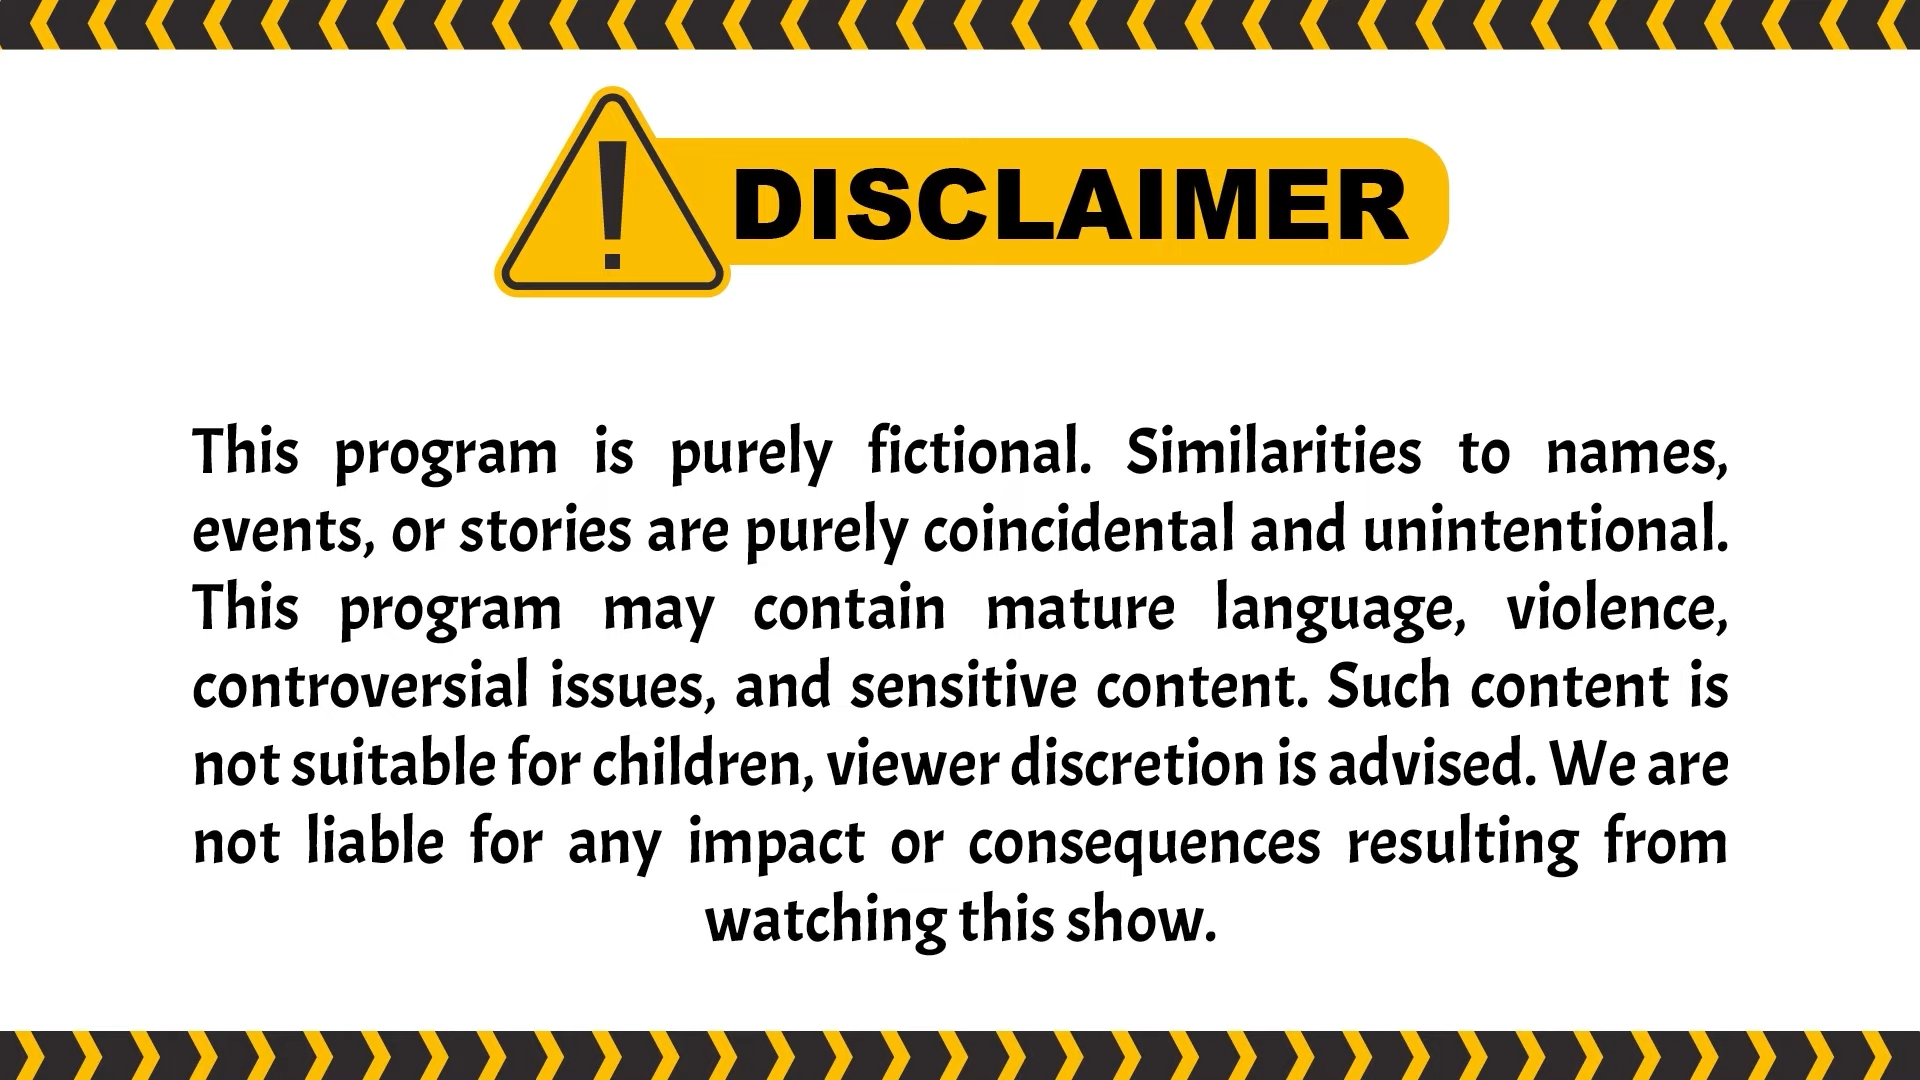 DISCLAIMER
This program is purely fictional. Similarities to names,
events, or stories are purely coincidental and unintentional.
This program may contain mature language, violence,
controversial issues, and sensitive content. Such content is
not suitable for children, viewer discretion is advised. We are
not liable for any impact or consequences resulting from
watching this show.